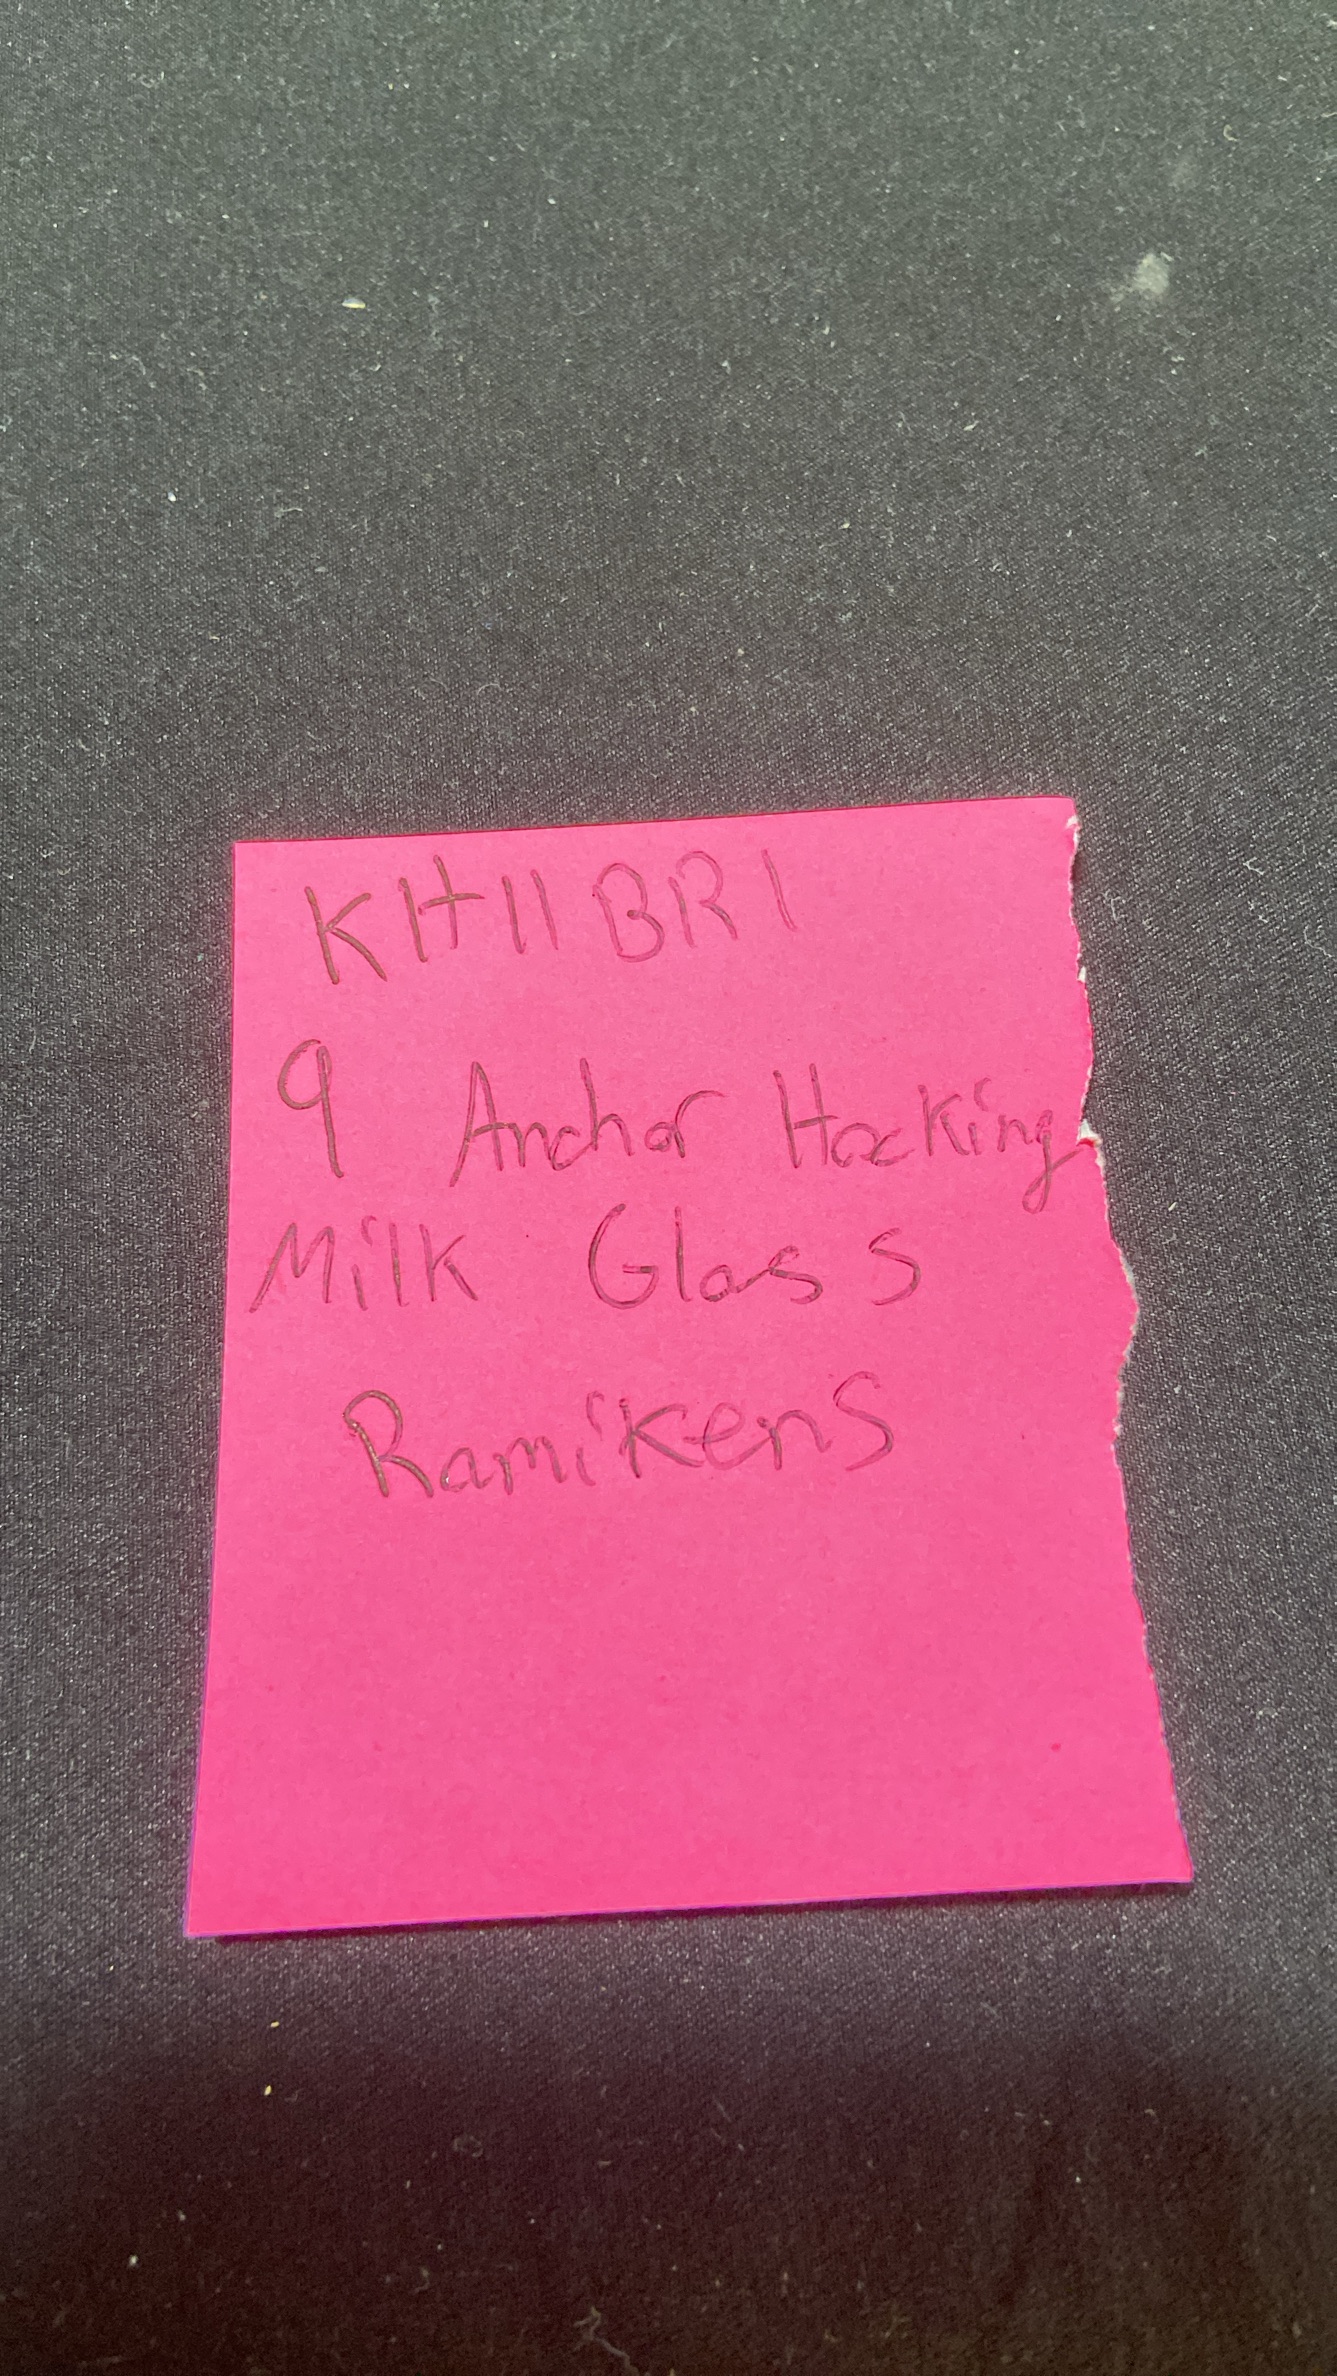 KH11BR1
9 Anchor Hocking
Milk Glass
Ramikens